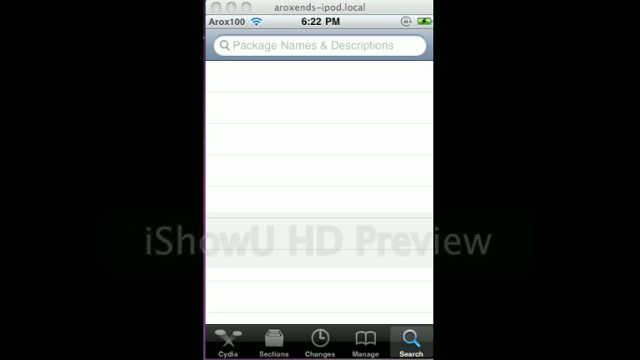 aroxends-ipod.local
Arox100 6:22 PM
Package Names & Descriptions
iShowU HD Preview
Cydia Sections Changes Manage Search